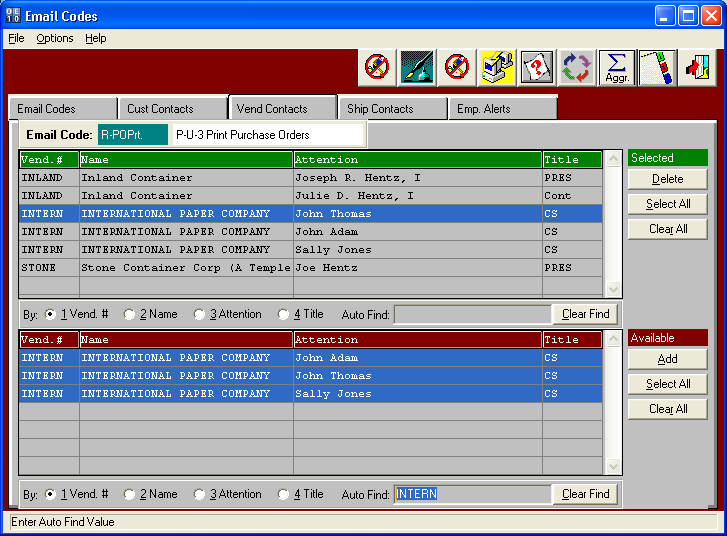 OE
10
Email Codes
File Options Help
Σ
Aggr.
Email Codes Cust Contacts Vend Contacts Ship Contacts Emp. Alerts
Email Code: R-POPrt. P-U-3 Print Purchase Orders
Vend.# Name Attention Title
INLAND Inland Container Joseph R. Hentz, I PRES
INLAND Inland Container Julie D. Hentz, I Cont
INTERN INTERNATIONAL PAPER COMPANY John Thomas CS
INTERN INTERNATIONAL PAPER COMPANY John Adam CS
INTERN INTERNATIONAL PAPER COMPANY Sally Jones CS
STONE Stone Container Corp (A Temple Joe Hentz PRES
Selected
Delete
Select All
Clear All
By: 1 Vend. # 2 Name 3 Attention 4 Title Auto Find: Clear Find
Vend.# Name Attention Title
INTERN INTERNATIONAL PAPER COMPANY John Adam CS
INTERN INTERNATIONAL PAPER COMPANY John Thomas CS
INTERN INTERNATIONAL PAPER COMPANY Sally Jones CS
Available
Add
Select All
Clear All
By: 1 Vend. # 2 Name 3 Attention 4 Title Auto Find: INTERN Clear Find
Enter Auto Find Value